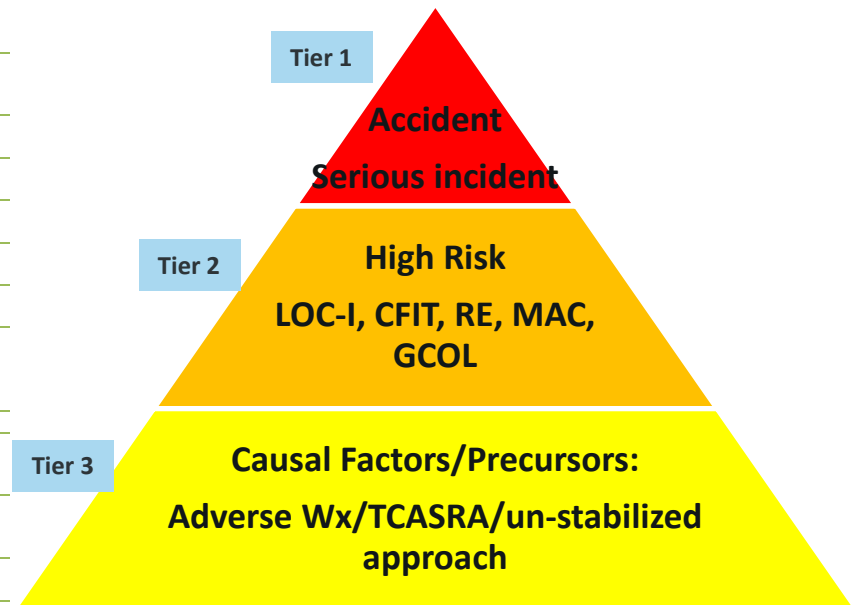 Tier 1
Accident
Serious incident
Tier 2
High Risk
LOC-I, CFIT, RE, MAC,
GCOL
Tier 3
Causal Factors/Precursors:
Adverse Wx/TCASRA/un-stabilized
approach